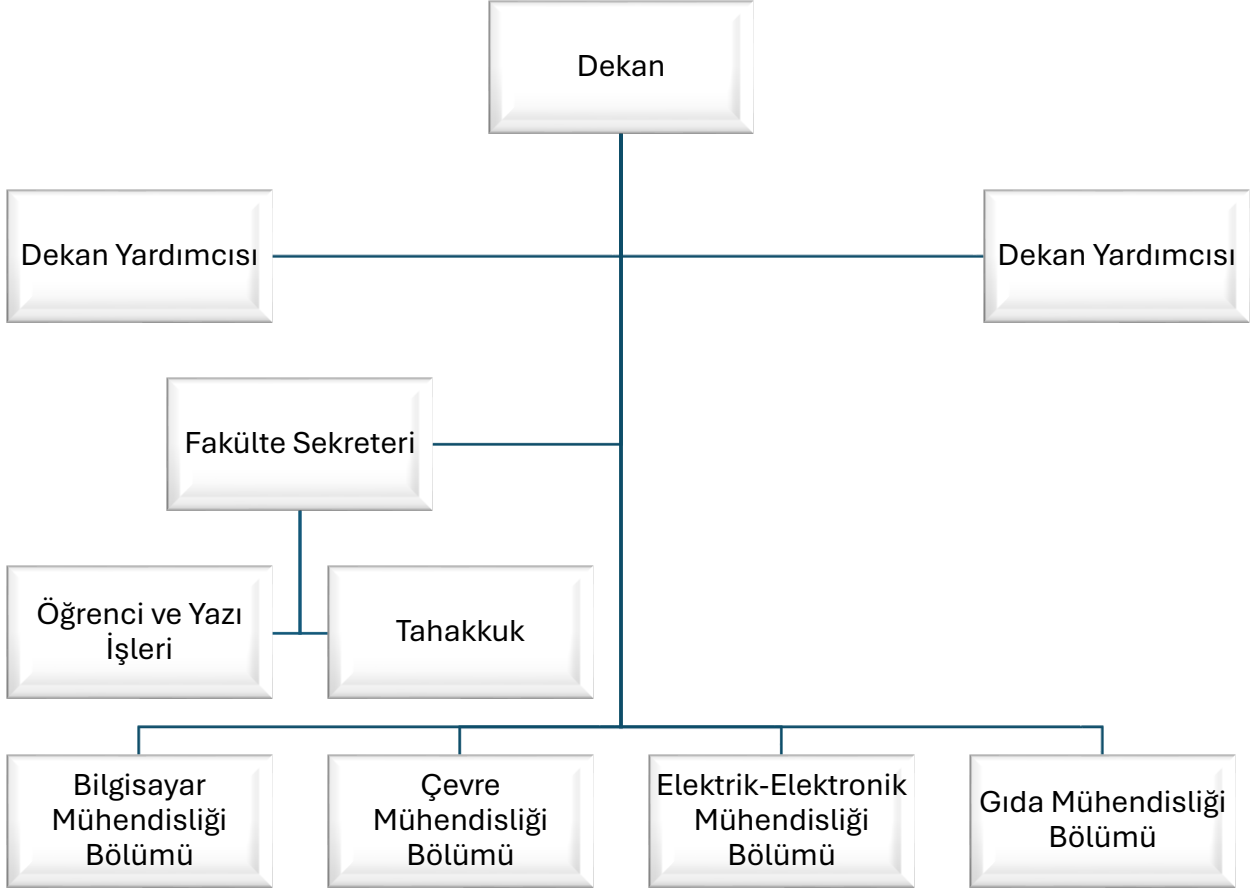 Dekan
Dekan Yardımcısı
Dekan Yardımcısı
Fakülte Sekreteri
Öğrenci ve Yazı
İşleri
Tahakkuk
Bilgisayar
Mühendisliği
Bölümü
Çevre
Mühendisliği
Bölümü
Elektrik-Elektronik
Mühendisliği
Bölümü
Gıda Mühendisliği
Bölümü